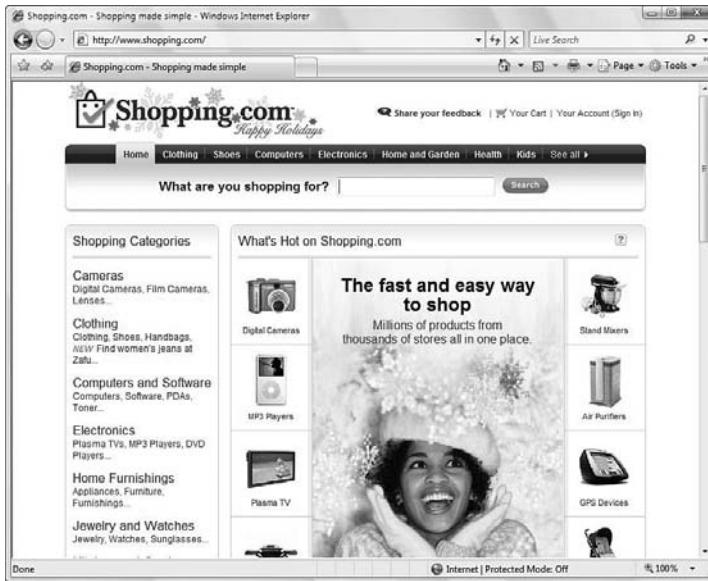 Shopping.com - Shopping made simple - Windows Internet Explorer
http://www.shopping.com/
Live Search
Shopping.com - Shopping made simple
Page
Tools
Shopping.com
Happy Holidays
Share your feedback | Your Cart | Your Account (Sign In)
Home Clothing Shoes Computers Electronics Home and Garden Health Kids See all
What are you shopping for? Search
Shopping Categories
Cameras
Digital Cameras, Film Cameras,
Lenses...
Clothing
Clothing, Shoes, Handbags,
NEW Find women's jeans at
Zafu...
Computers and Software
Computers, Software, PDAs,
Toner...
Electronics
Plasma TVs, MP3 Players, DVD
Players...
Home Furnishings
Appliances, Furniture,
Furnishings...
Jewelry and Watches
Jewelry, Watches, Sunglasses...
What's Hot on Shopping.com ?
Digital Cameras
MP3 Players
Plasma TV
The fast and easy way
to shop
Millions of products from
thousands of stores all in one place.
Stand Mixers
Air Purifiers
GPS Devices
Done
Internet | Protected Mode: Off
100%